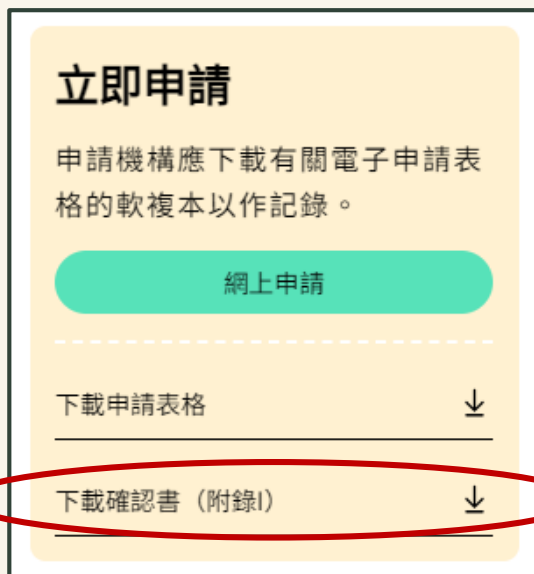 立即申請
申請機構應下載有關電子申請表
格的軟複本以作記錄。
網上申請
下載申請表格
下載確認書（附錄I）